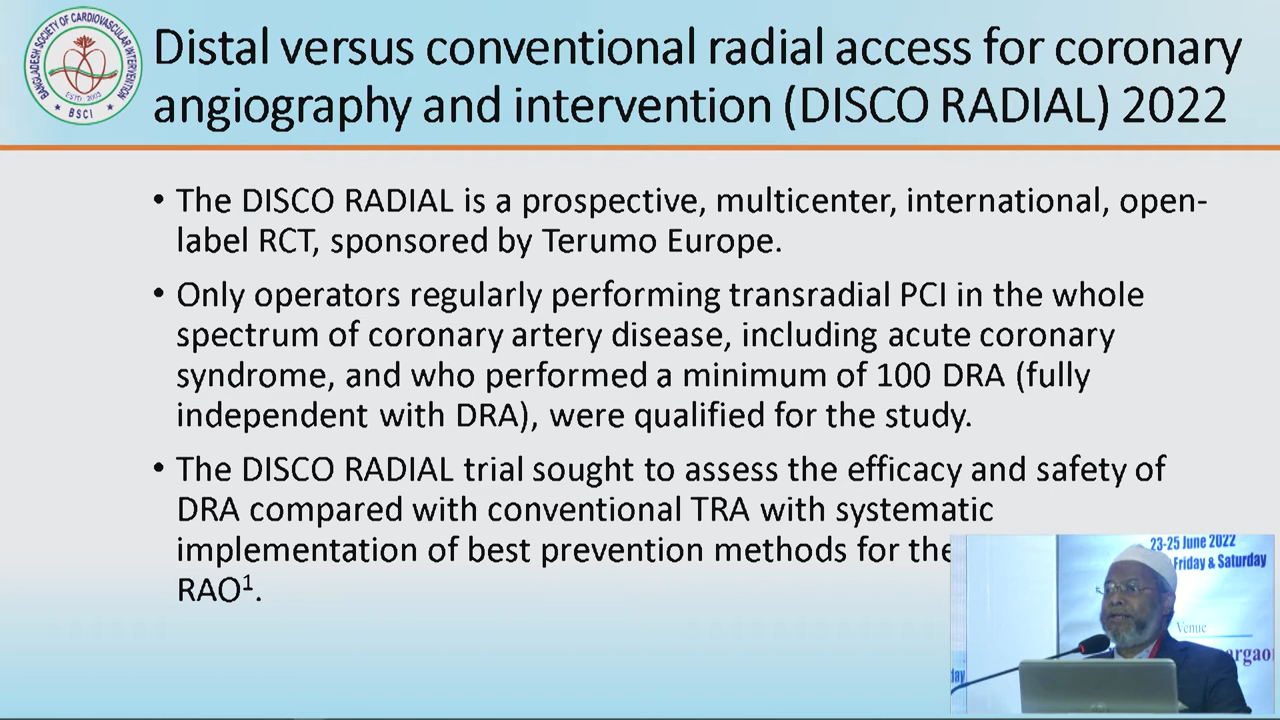 BANGLADESH SOCIETY OF CARDIOVASCULAR INTERVENTION
ESTD 2003
BSCI
Distal versus conventional radial access for coronary
angiography and intervention (DISCO RADIAL) 2022
• The DISCO RADIAL is a prospective, multicenter, international, open-
label RCT, sponsored by Terumo Europe.
• Only operators regularly performing transradial PCI in the whole
spectrum of coronary artery disease, including acute coronary
syndrome, and who performed a minimum of 100 DRA (fully
independent with DRA), were qualified for the study.
• The DISCO RADIAL trial sought to assess the efficacy and safety of
DRA compared with conventional TRA with systematic
implementation of best prevention methods for the
RAO¹.
23-25 June 2022
Friday & Saturday
Venue